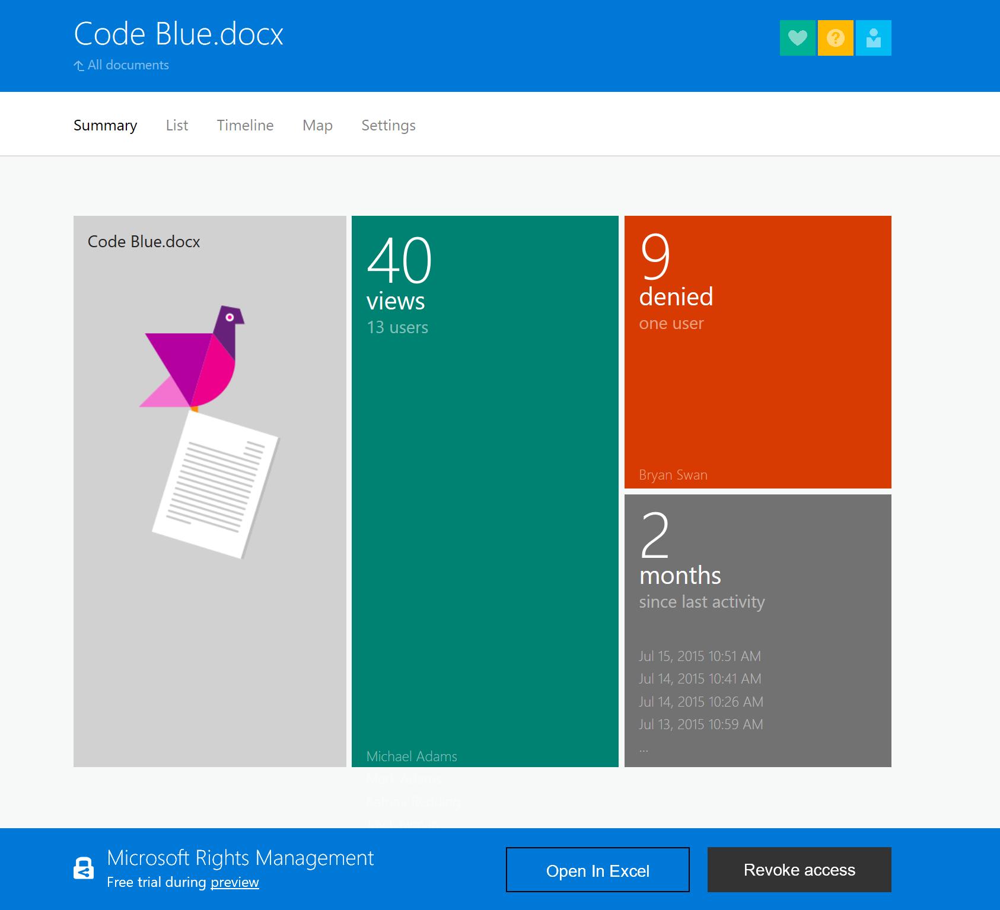 Code Blue.docx
All documents
Summary
List
Timeline
Map
Settings
Code Blue.docx
40
views
13 users
Michael Adams
9
denied
one user
Bryan Swan
2
months
since last activity
Jul 15, 2015 10:51 AM
Jul 14, 2015 10:41 AM
Jul 14, 2015 10:26 AM
Jul 13, 2015 10:59 AM
...
Microsoft Rights Management
Free trial during preview
Open In Excel
Revoke access